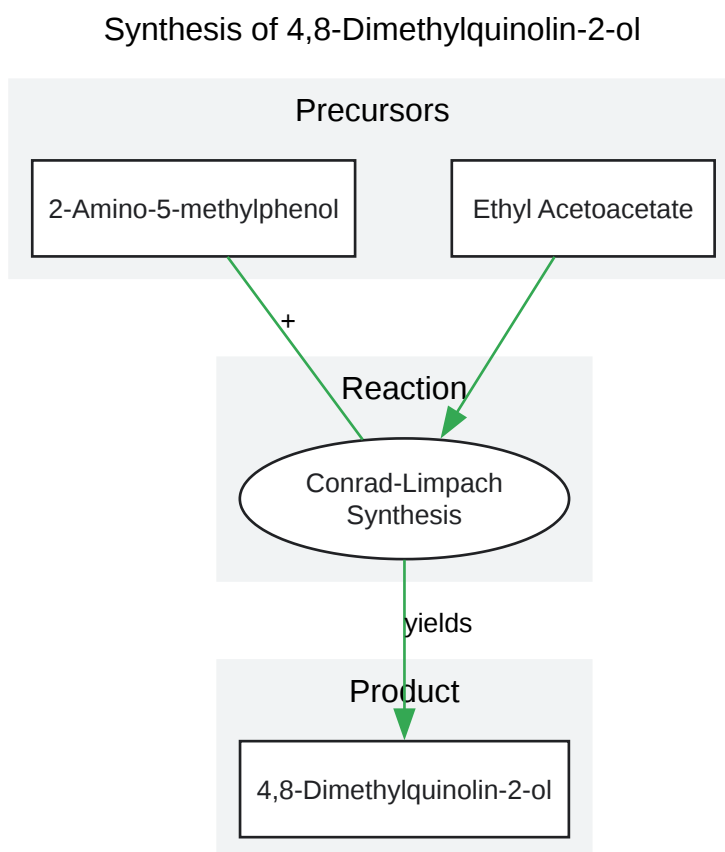 Synthesis of 4,8-Dimethylquinolin-2-ol
Precursors
2-Amino-5-methylphenol
Ethyl Acetoacetate
+
Reaction
Conrad-Limpach
Synthesis
yields
Product
4,8-Dimethylquinolin-2-ol